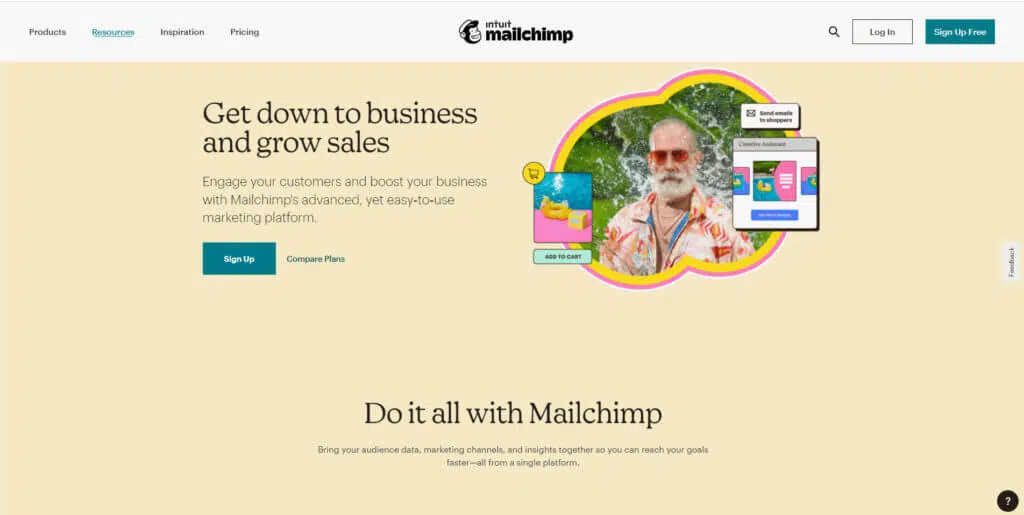 Products
Resources
Inspiration
Pricing
intuit
mailchimp
Log In
Sign Up Free
Get down to business
and grow sales
Engage your customers and boost your business
with Mailchimp's advanced, yet easy-to-use
marketing platform.
Sign Up
Compare Plans
ADD TO CART
Send emails
to shoppers
Creative Assistant
Feedback
Do it all with Mailchimp
Bring your audience data, marketing channels, and insights together so you can reach your goals
faster—all from a single platform.
?